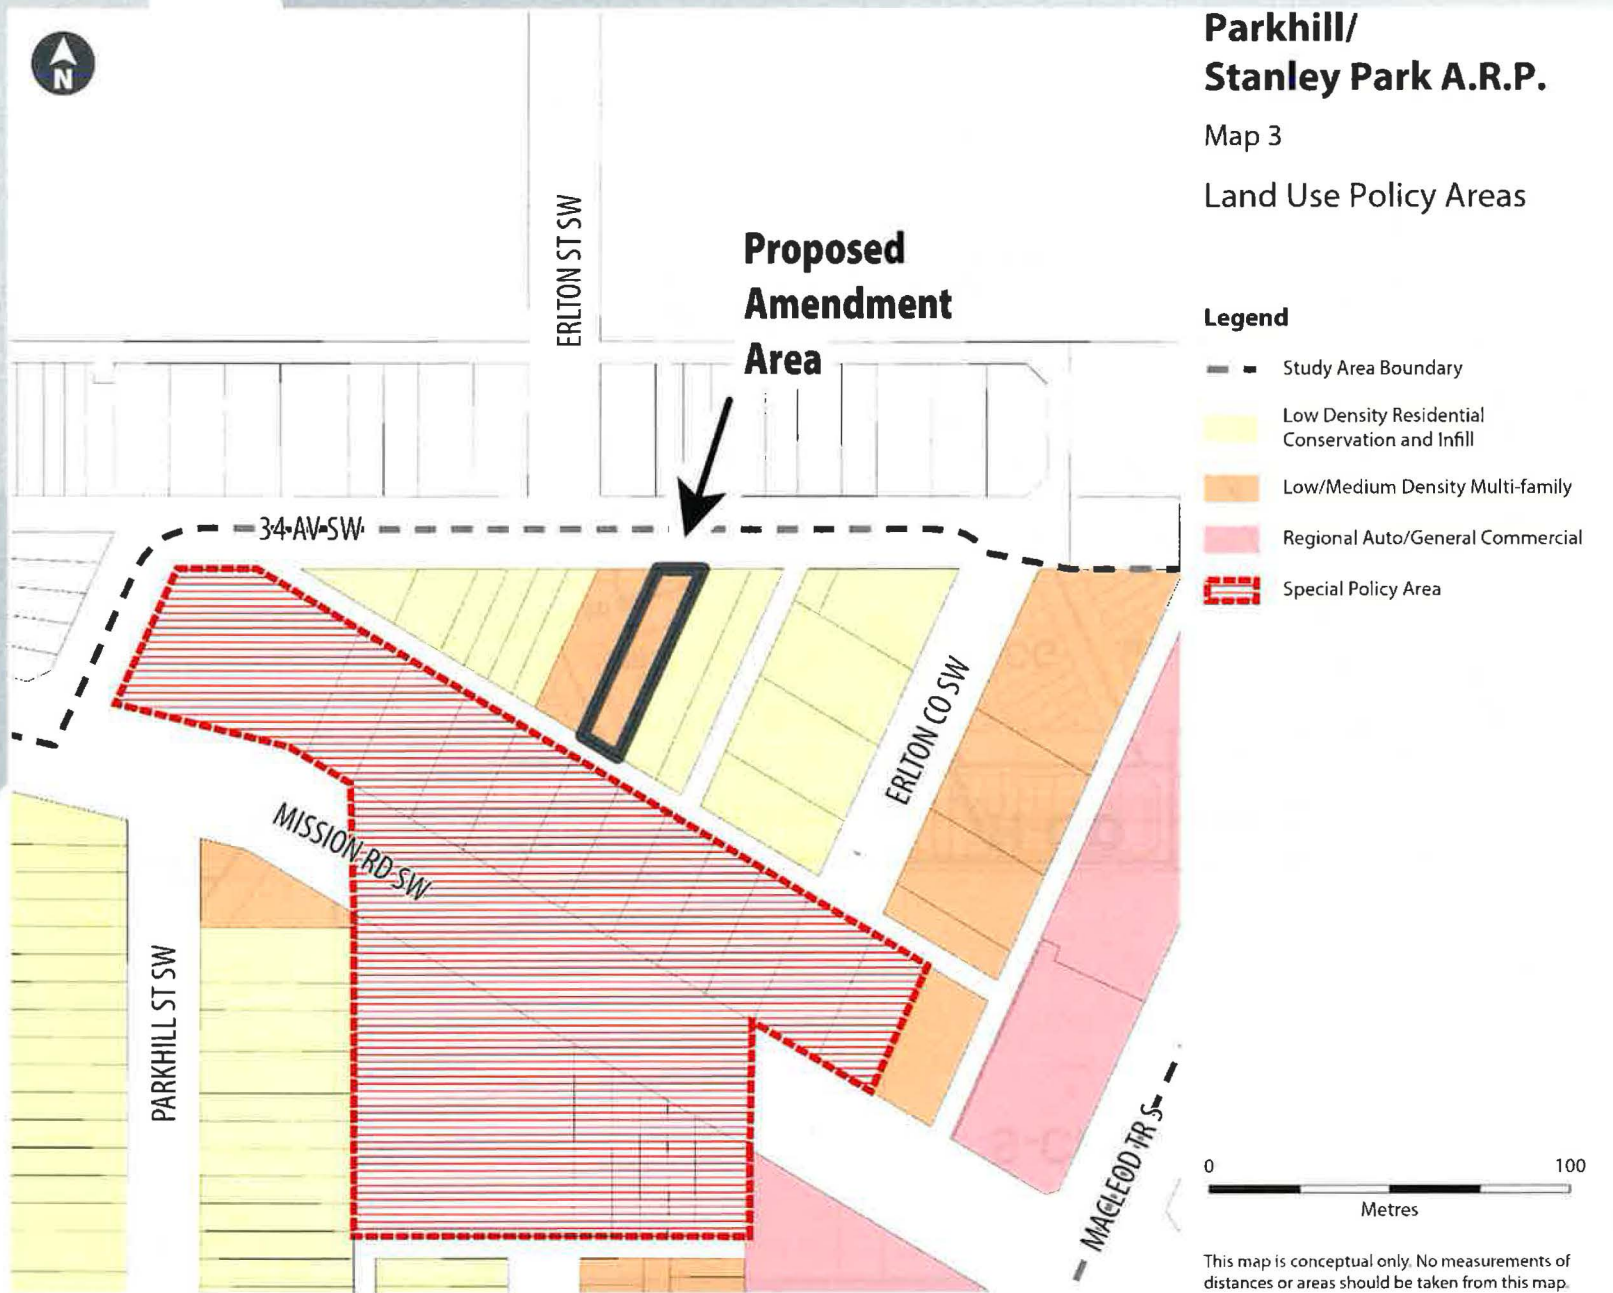 Parkhill/
Stanley Park A.R.P.
Map 3
Land Use Policy Areas
N
ERLTON ST SW
Proposed
Amendment
Area
34 AV SW
ERLTON CO SW
MISSION RD SW
PARKHILL ST SW
MACLEOD TR S
Legend
Study Area Boundary
Low Density Residential
Conservation and Infill
Low/Medium Density Multi-family
Regional Auto/General Commercial
Special Policy Area
0 100
Metres
This map is conceptual only. No measurements of
distances or areas should be taken from this map.